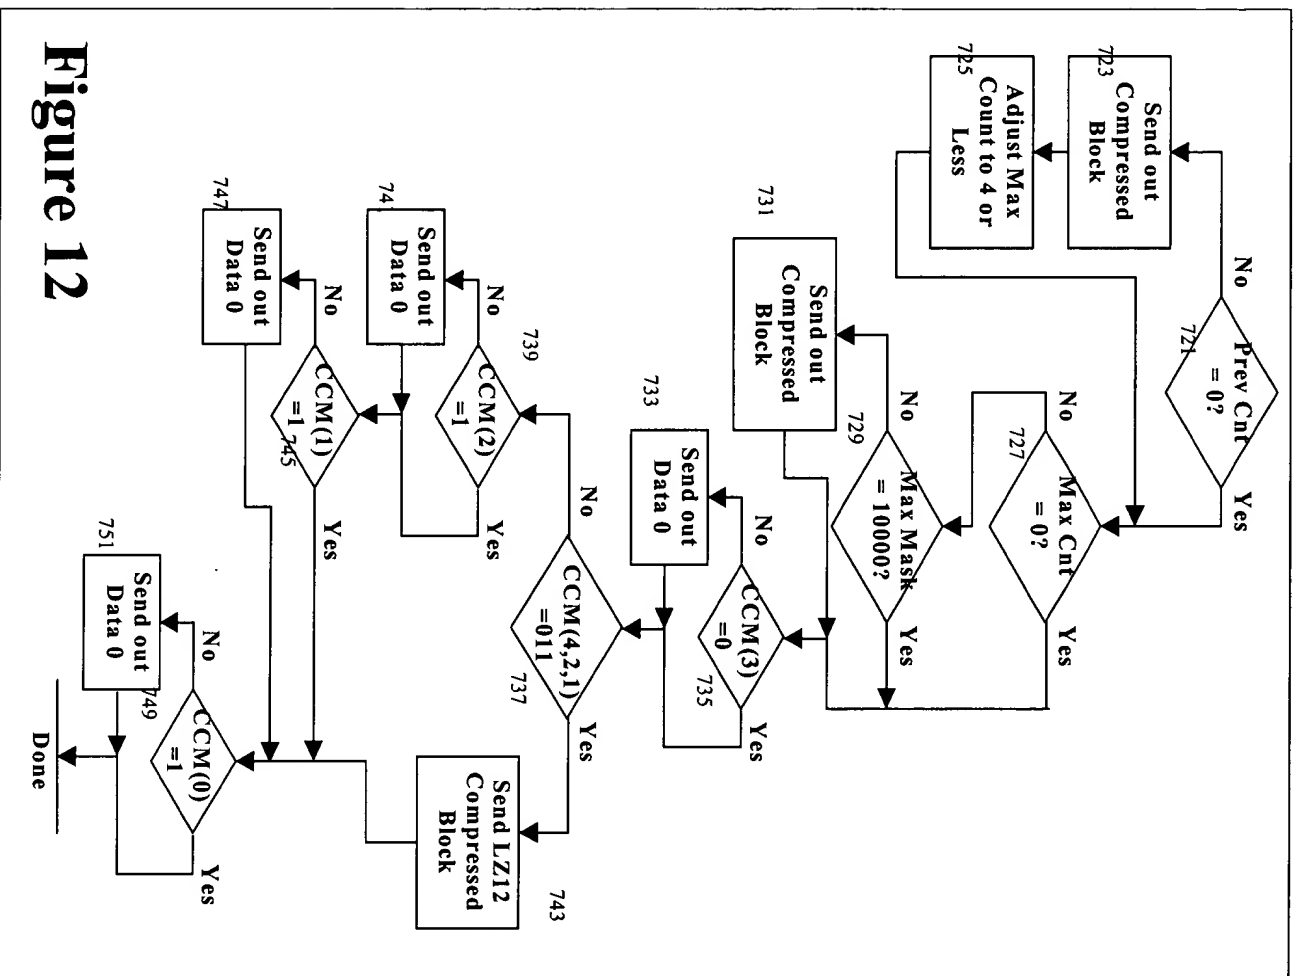 Prev Cnt
= 0?
721
No
Yes
Send out
Compressed
Block
723
Adjust Max
Count to 4 or
Less
725
Max Cnt
= 0?
727
No
Yes
Max Mask
= 10000?
729
No
Yes
Send out
Compressed
Block
731
CCM(3)
=0
735
No
Yes
Send out
Data 0
733
CCM(4,2,1)
=011
737
No
Yes
CCM(2)
=1
739
No
Yes
Send out
Data 0
741
Send LZ12
Compressed
Block
743
CCM(1)
=1
745
No
Yes
Send out
Data 0
747
CCM(0)
=1
749
No
Yes
Send out
Data 0
751
Done
Figure 12